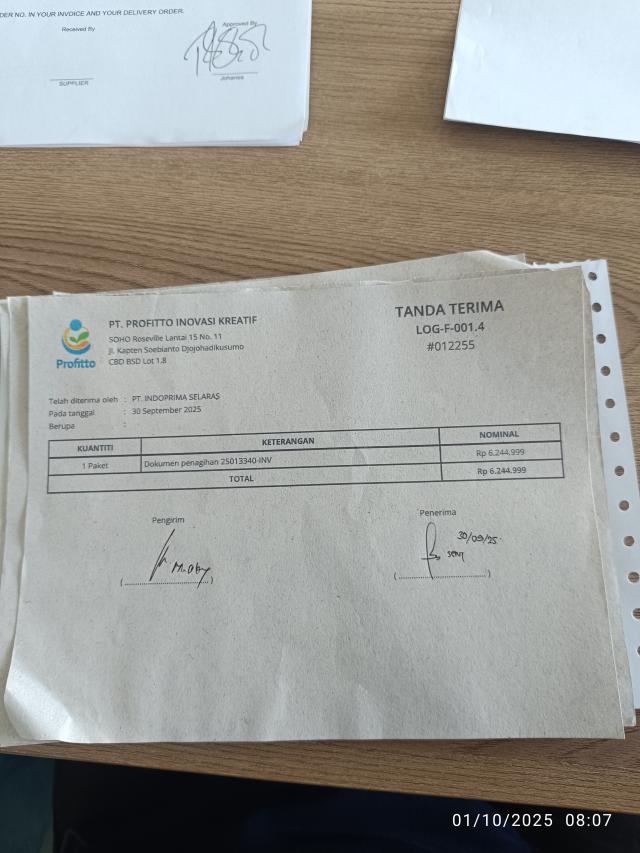 DER NO. IN YOUR INVOICE AND YOUR DELIVERY ORDER.
Received By
Approved By
SUPPLIER
Johanes
Profitto
PT. PROFITTO INOVASI KREATIF
SOHO Roseville Lantai 15 No. 11
Jl. Kapten Soebianto Djojohadikusumo
CBD BSD Lot 1.8
TANDA TERIMA
LOG-F-001.4
#012255
Telah diterima oleh : PT. INDOPRIMA SELARAS
Pada tanggal : 30 September 2025
Berupa :
KUANTITI KETERANGAN NOMINAL
1 Paket Dokumen penagihan 25013340-INV Rp 6.244.999
TOTAL Rp 6.244.999
Pengirim
Penerima
30/09/25
(........................)
(........................)
01/10/2025 08:07